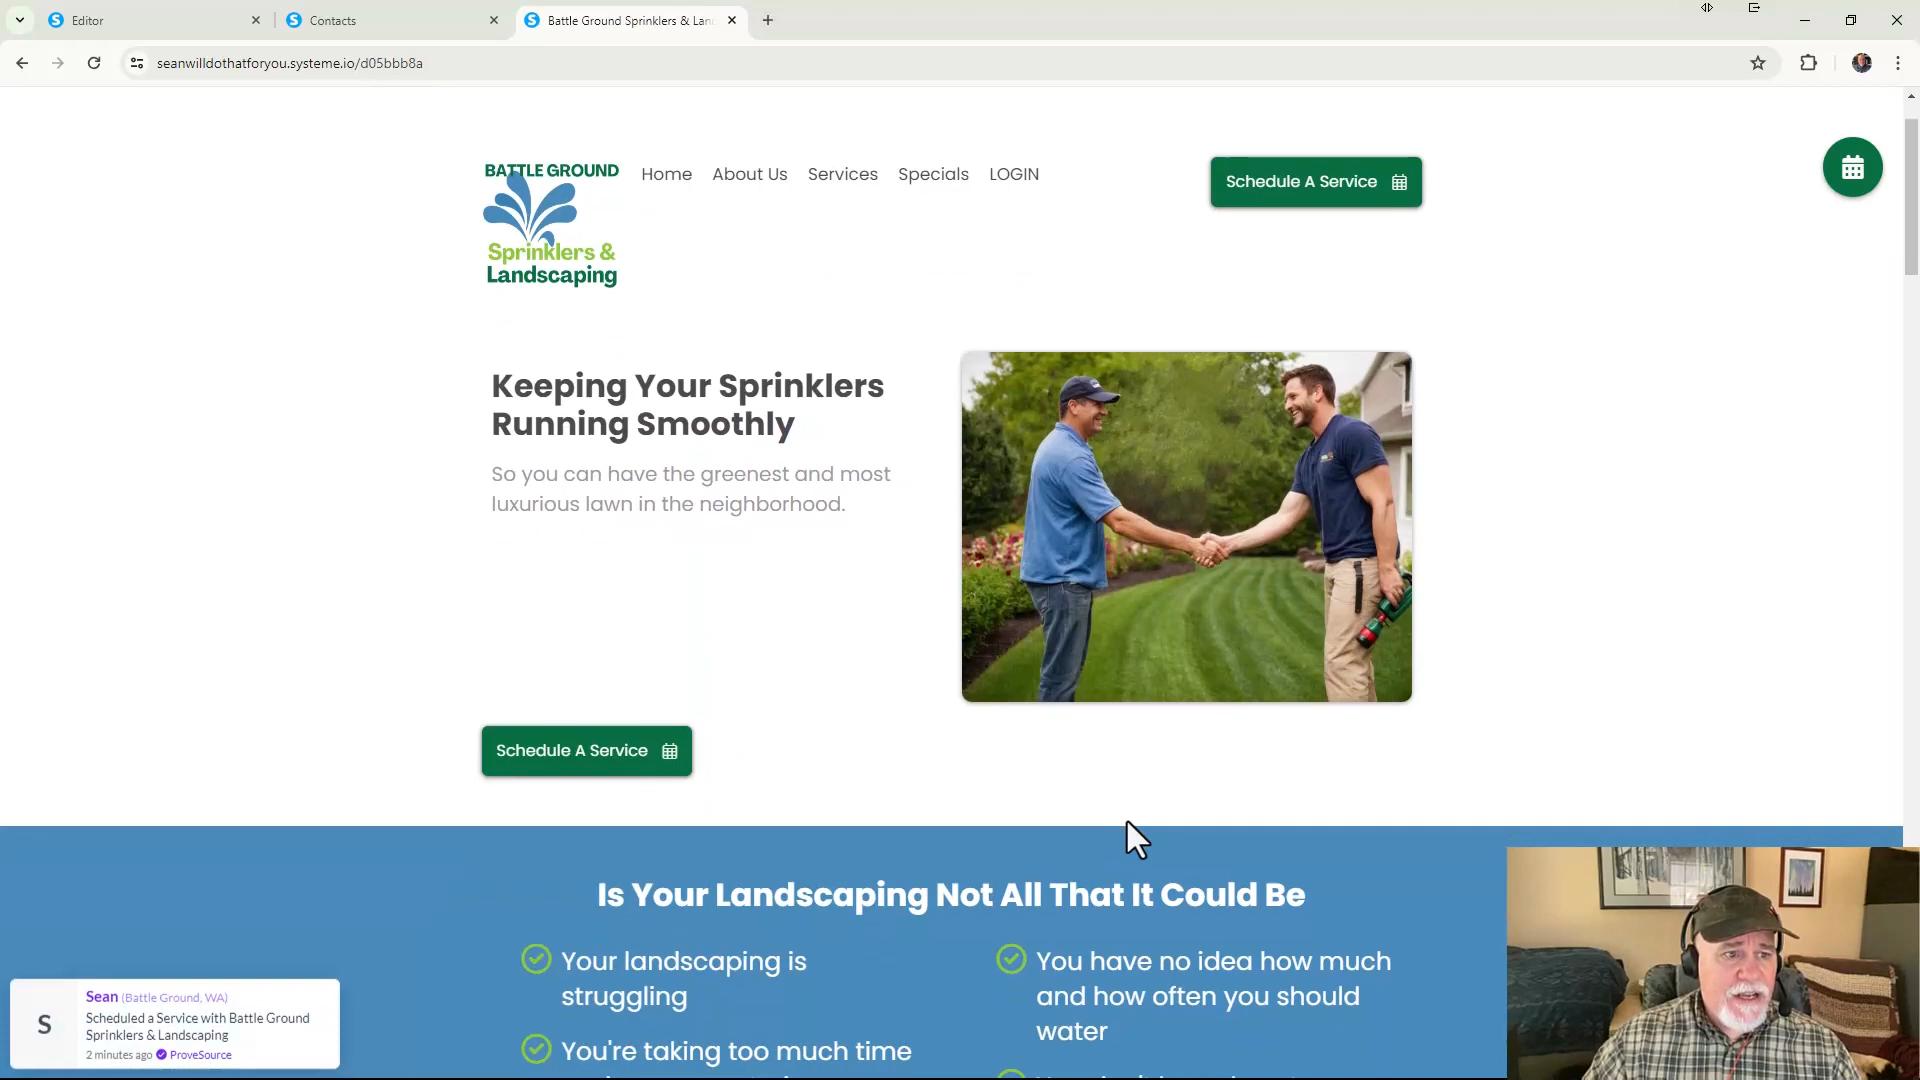 Editor
Contacts
Battle Ground Sprinklers & Lan
seanwilldothatforyou.systeme.io/d05bbb8a
BATTLE GROUND
Sprinklers &
Landscaping
Home
About Us
Services
Specials
LOGIN
Schedule A Service
Keeping Your Sprinklers
Running Smoothly
So you can have the greenest and most
luxurious lawn in the neighborhood.
Schedule A Service
Is Your Landscaping Not All That It Could Be
Your landscaping is
struggling
You're taking too much time
You have no idea how much
and how often you should
water
S
Sean (Battle Ground, WA)
Scheduled a Service with Battle Ground
Sprinklers & Landscaping
2 minutes ago ProveSource